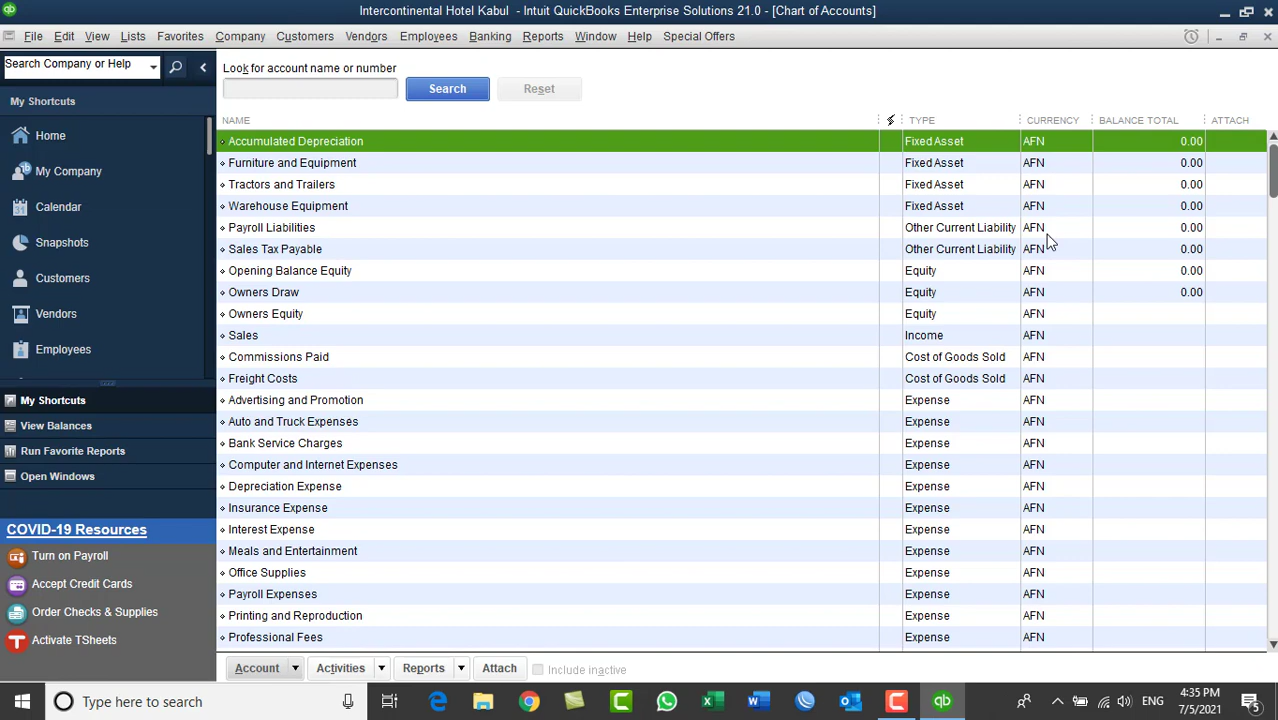 Intercontinental Hotel Kabul - Intuit QuickBooks Enterprise Solutions 21.0 - [Chart of Accounts]
File Edit View Lists Favorites Company Customers Vendors Employees Banking Reports Window Help Special Offers
Search Company or Help
My Shortcuts
Home
My Company
Calendar
Snapshots
Customers
Vendors
Employees
My Shortcuts
View Balances
Run Favorite Reports
Open Windows
COVID-19 Resources
Turn on Payroll
Accept Credit Cards
Order Checks & Supplies
Activate TSheets
Look for account name or number
Search Reset
NAME TYPE CURRENCY BALANCE TOTAL ATTACH
Accumulated Depreciation Fixed Asset AFN 0.00
Furniture and Equipment Fixed Asset AFN 0.00
Tractors and Trailers Fixed Asset AFN 0.00
Warehouse Equipment Fixed Asset AFN 0.00
Payroll Liabilities Other Current Liability AFN 0.00
Sales Tax Payable Other Current Liability AFN 0.00
Opening Balance Equity Equity AFN 0.00
Owners Draw Equity AFN 0.00
Owners Equity Equity AFN
Sales Income AFN
Commissions Paid Cost of Goods Sold AFN
Freight Costs Cost of Goods Sold AFN
Advertising and Promotion Expense AFN
Auto and Truck Expenses Expense AFN
Bank Service Charges Expense AFN
Computer and Internet Expenses Expense AFN
Depreciation Expense Expense AFN
Insurance Expense Expense AFN
Interest Expense Expense AFN
Meals and Entertainment Expense AFN
Office Supplies Expense AFN
Payroll Expenses Expense AFN
Printing and Reproduction Expense AFN
Professional Fees Expense AFN
Account Activities Reports Attach Include inactive
Type here to search
ENG
4:35 PM
7/5/2021
5